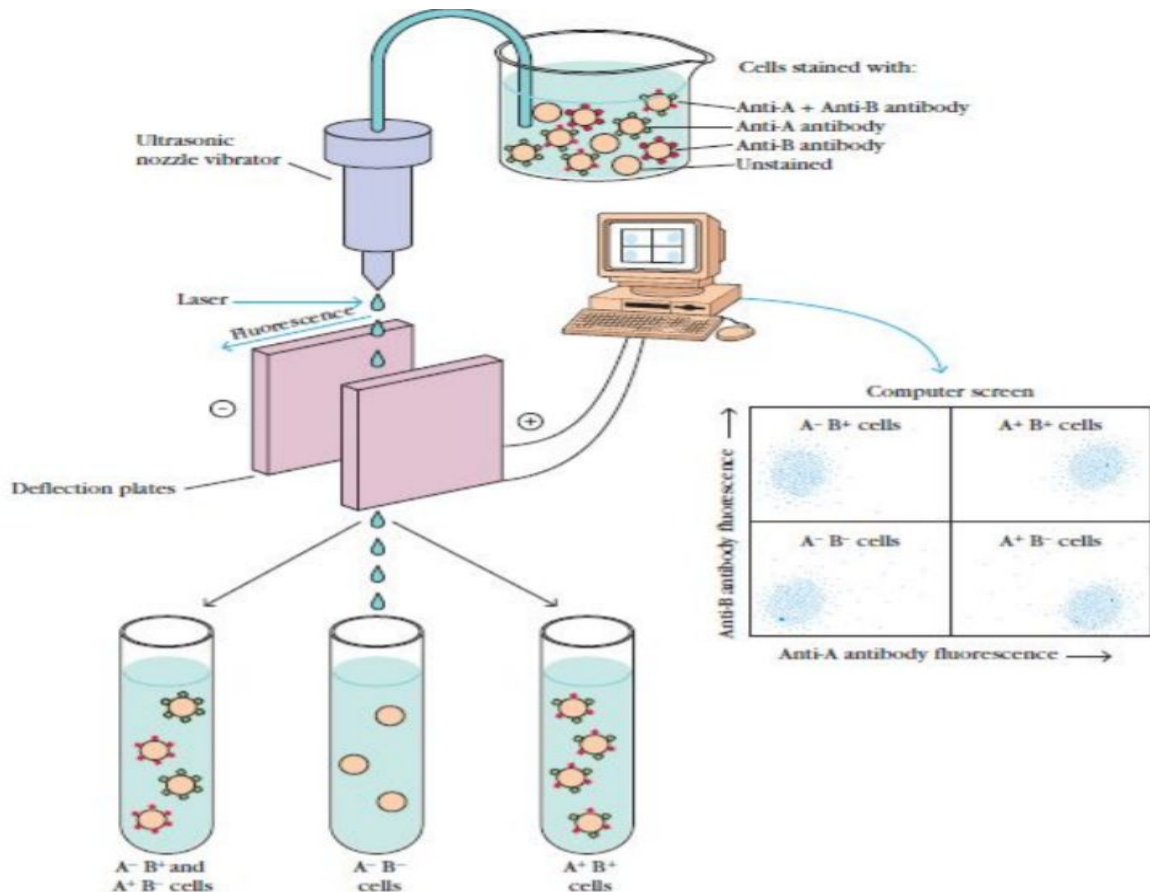 Cells stained with:
Anti-A + Anti-B antibody
Anti-A antibody
Anti-B antibody
Unstained
Ultrasonic
nozzle vibrator
Laser
Fluorescence
−
+
Deflection plates
Computer screen
A− B+ cells
A+ B+ cells
A− B− cells
A+ B− cells
Anti-B antibody fluorescence
Anti-A antibody fluorescence
A− B+ and
A+ B− cells
A− B−
cells
A+ B+
cells